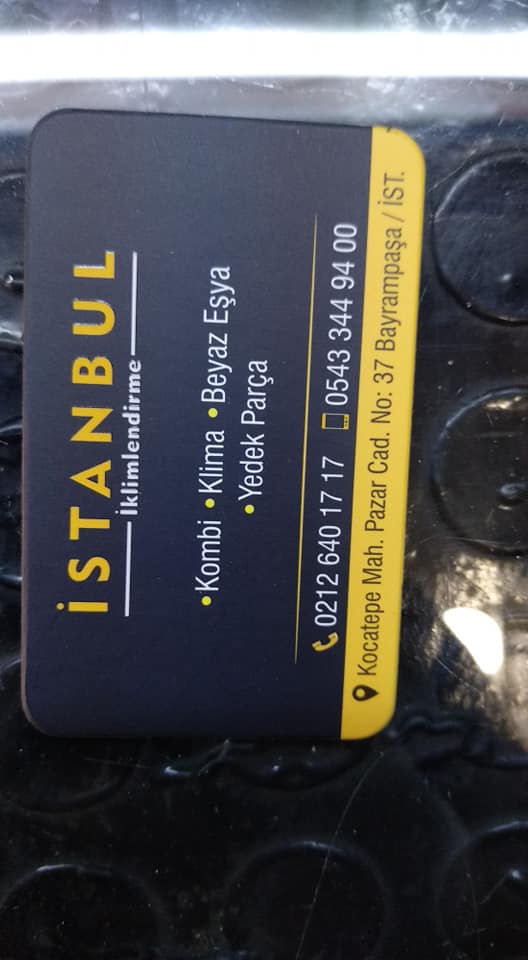 İSTANBUL
İklimlendirme
•Kombi •Klima •Beyaz Eşya
•Yedek Parça
0212 640 17 17 0543 344 94 00
Kocatepe Mah. Pazar Cad. No: 37 Bayrampaşa / İST.